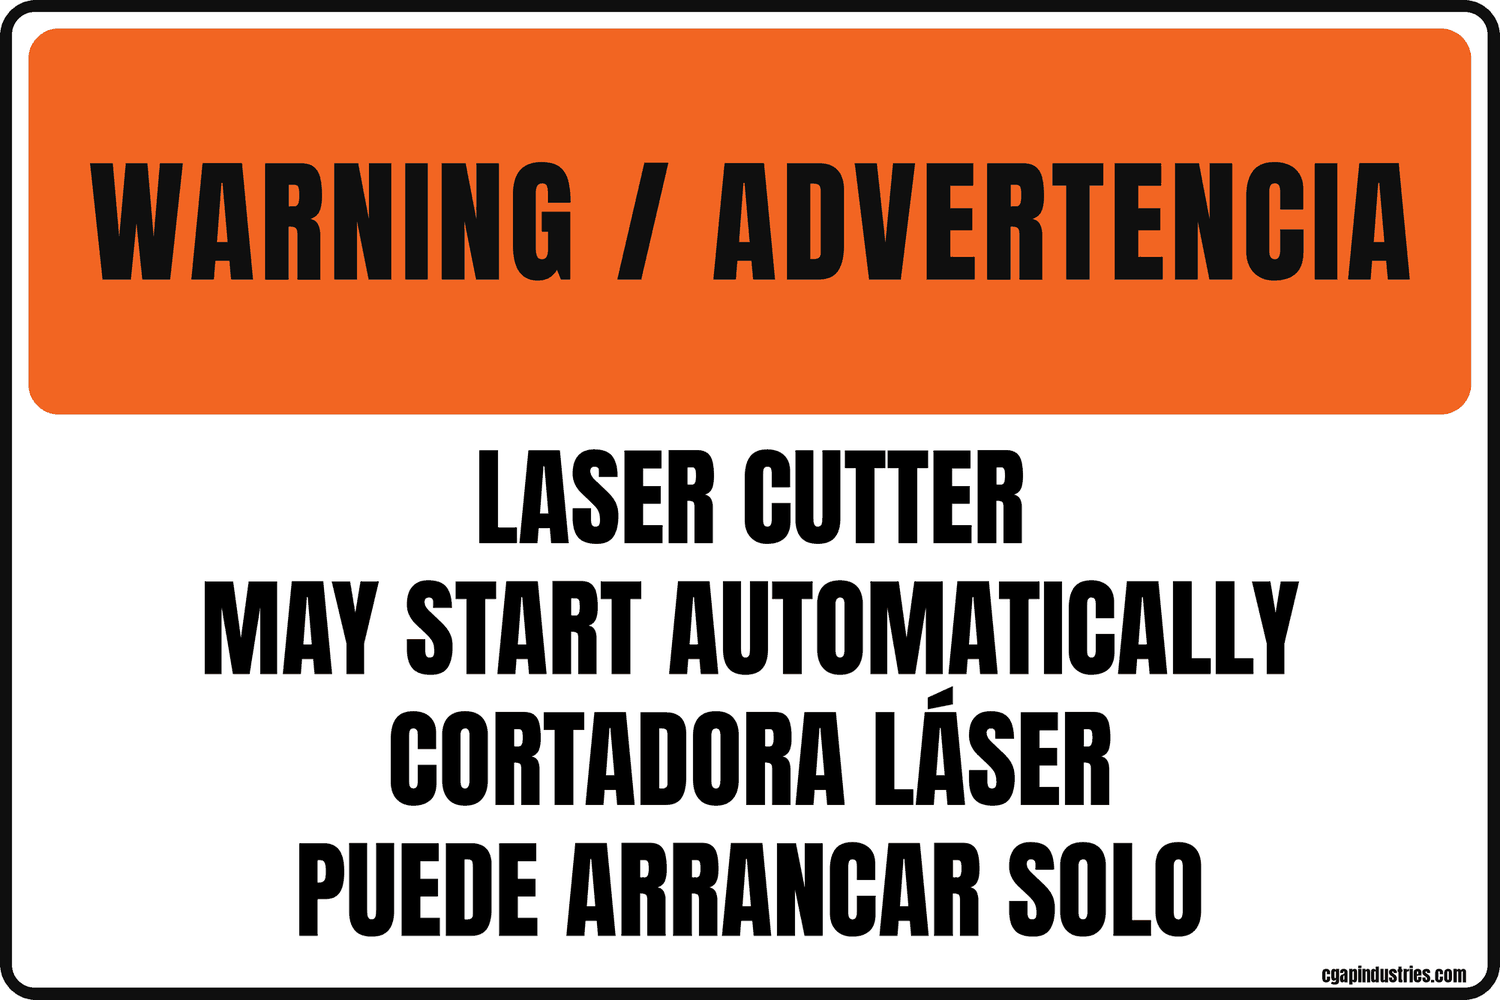 WARNING / ADVERTENCIA
LASER CUTTER
MAY START AUTOMATICALLY
CORTADORA LÁSER
PUEDE ARRANCAR SOLO
cgapindustries.com